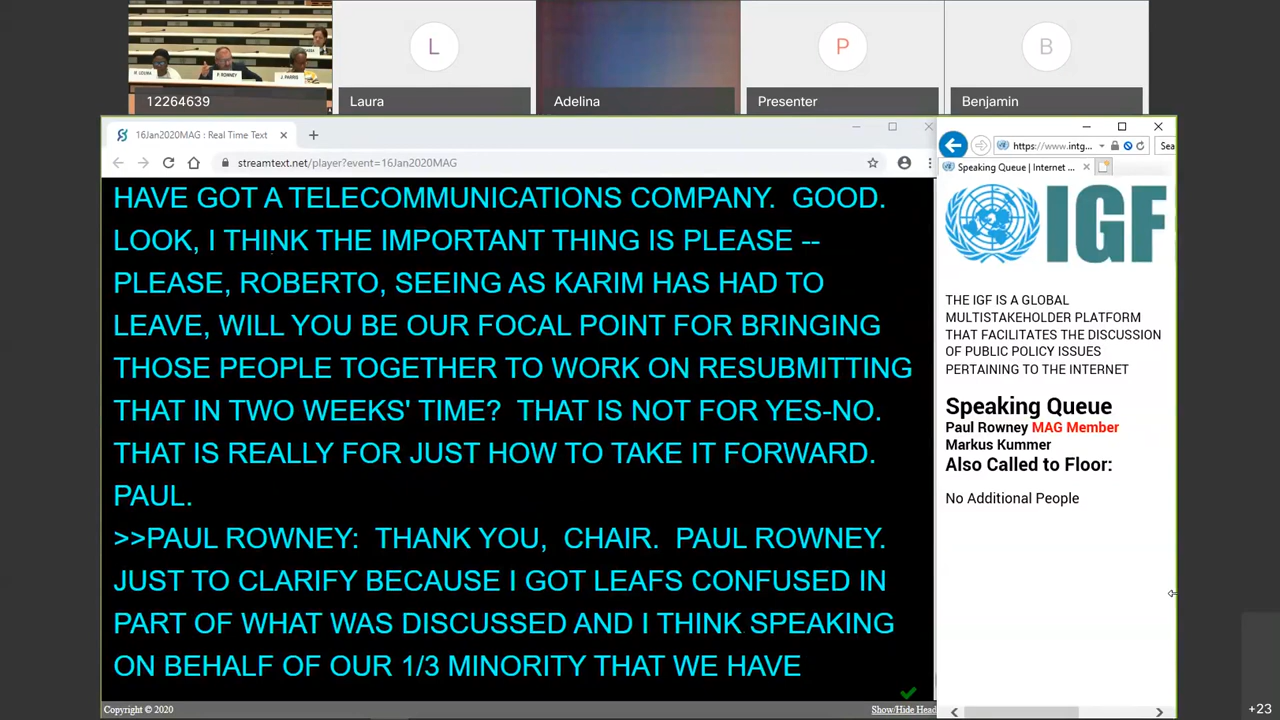 M. LOUMA
P. ROWNEY
J. PARRIS
12264639
L
Laura
Adelina
P
Presenter
B
Benjamin
16Jan2020MAG : Real Time Text
streamtext.net/player?event=16Jan2020MAG
HAVE GOT A TELECOMMUNICATIONS COMPANY.  GOOD.
LOOK, I THINK THE IMPORTANT THING IS PLEASE --
PLEASE, ROBERTO, SEEING AS KARIM HAS HAD TO
LEAVE, WILL YOU BE OUR FOCAL POINT FOR BRINGING
THOSE PEOPLE TOGETHER TO WORK ON RESUBMITTING
THAT IN TWO WEEKS' TIME?  THAT IS NOT FOR YES-NO.
THAT IS REALLY FOR JUST HOW TO TAKE IT FORWARD.
PAUL.
>>PAUL ROWNEY:  THANK YOU,  CHAIR.  PAUL ROWNEY.
JUST TO CLARIFY BECAUSE I GOT LEAFS CONFUSED IN
PART OF WHAT WAS DISCUSSED AND I THINK SPEAKING
ON BEHALF OF OUR 1/3 MINORITY THAT WE HAVE
Copyright © 2020
Show/Hide Head
https://www.intg...
Sea
Speaking Queue | Internet ...
IGF
THE IGF IS A GLOBAL
MULTISTAKEHOLDER PLATFORM
THAT FACILITATES THE DISCUSSION
OF PUBLIC POLICY ISSUES
PERTAINING TO THE INTERNET
Speaking Queue
Paul Rowney MAG Member
Markus Kummer
Also Called to Floor:
No Additional People
+23